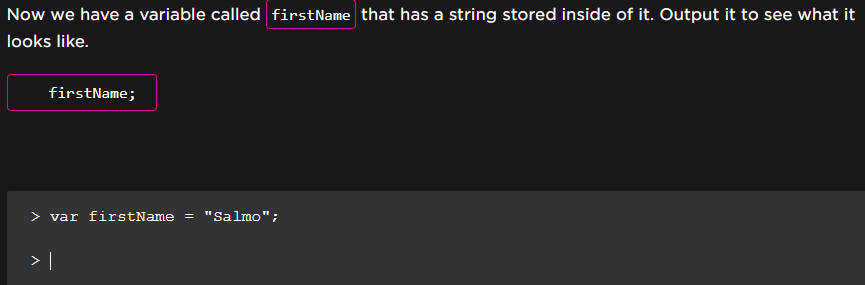 Now we have a variable called firstName that has a string stored inside of it. Output it to see what it
looks like.
firstName;
> var firstName = "Salmo";
>